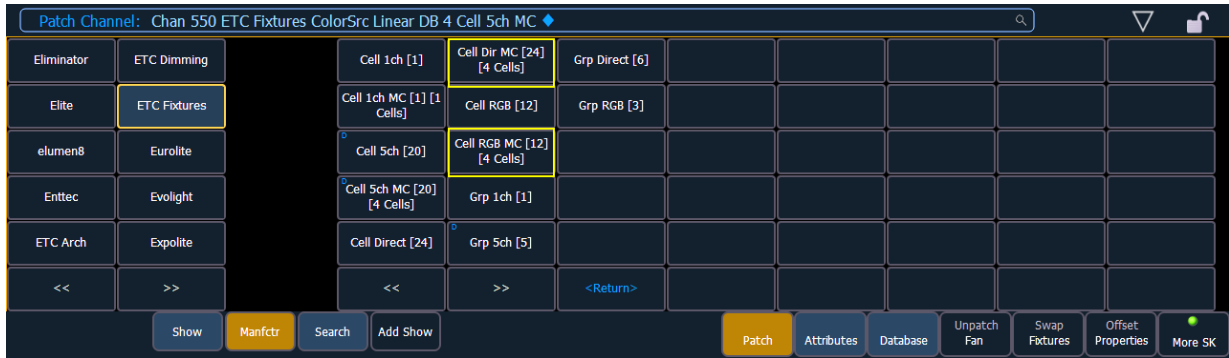 Patch Channel: Chan 550 ETC Fixtures ColorSrc Linear DB 4 Cell 5ch MC ◆
Eliminator
ETC Dimming
Cell 1ch [1]
Cell Dir MC [24]
[4 Cells]
Grp Direct [6]
Elite
ETC Fixtures
Cell 1ch MC [1] [1
Cells]
Cell RGB [12]
Grp RGB [3]
elumen8
Eurolite
D
Cell 5ch [20]
Cell RGB MC [12]
[4 Cells]
Enttec
Evolight
D
Cell 5ch MC [20]
[4 Cells]
Grp 1ch [1]
ETC Arch
Expolite
Cell Direct [24]
D
Grp 5ch [5]
<<
>>
<<
>>
<Return>
Show
Manfctr
Search
Add Show
Patch
Attributes
Database
Unpatch
Fan
Swap
Fixtures
Offset
Properties
More SK